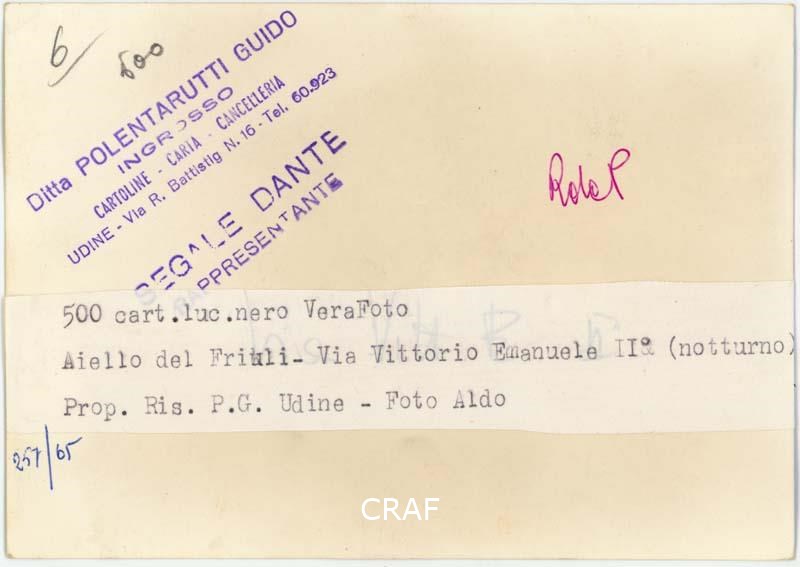 6
500
Ditta POLENTARUTTI GUIDO
INGROSSO
CARTOLINE - CARTA - CANCELLERIA
UDINE - Via R. Battistig N. 16 - Tel. 60.923
SEGALE DANTE
RAPPRESENTANTE
500 cart.luc.nero VeraFoto
Aiello del Friuli- Via Vittorio Emanuele IIª (notturno)
Prop. Ris. P.G. Udine - Foto Aldo
257/65
CRAF